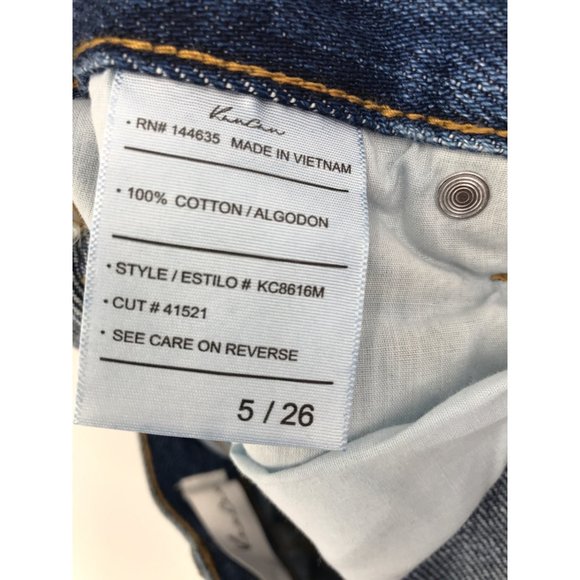 KanCan
• RN# 144635 MADE IN VIETNAM
• 100% COTTON / ALGODON
• STYLE / ESTILO # KC8616M
• CUT # 41521
• SEE CARE ON REVERSE
5 / 26